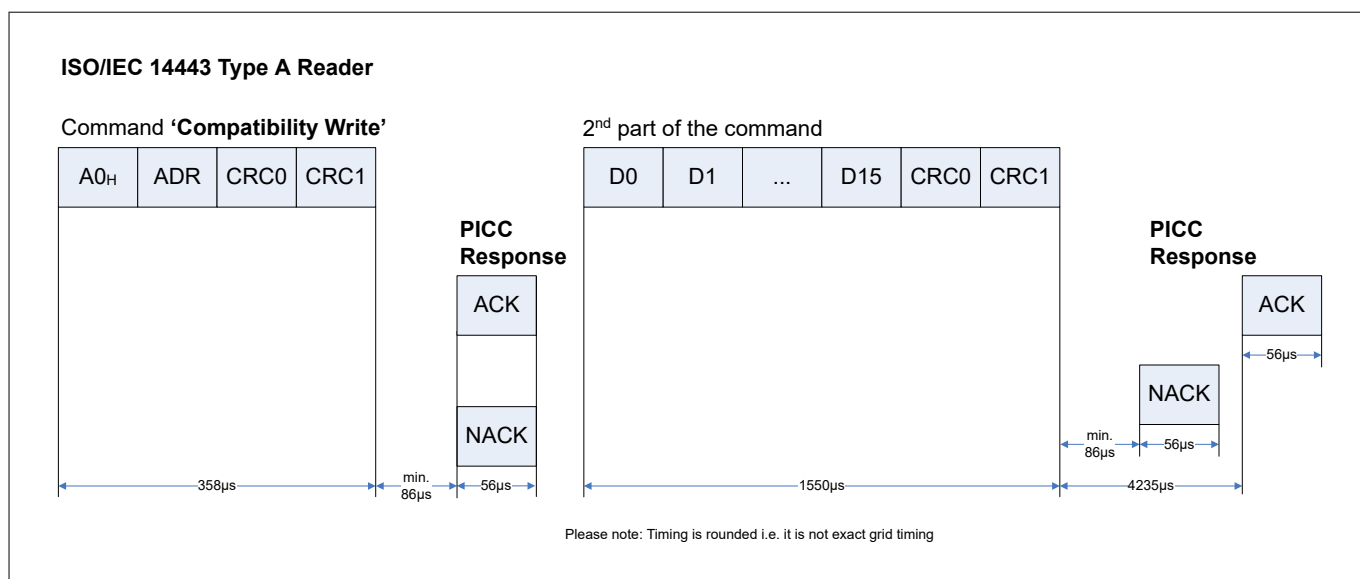 ISO/IEC 14443 Type A Reader
Command ‘Compatibility Write’
2nd part of the command
A0H ADR CRC0 CRC1
D0 D1 ... D15 CRC0 CRC1
PICC
Response
PICC
Response
ACK
ACK
56µs
NACK
NACK
min.
86µs
56µs
358µs
min.
86µs
56µs
1550µs
4235µs
Please note: Timing is rounded i.e. it is not exact grid timing